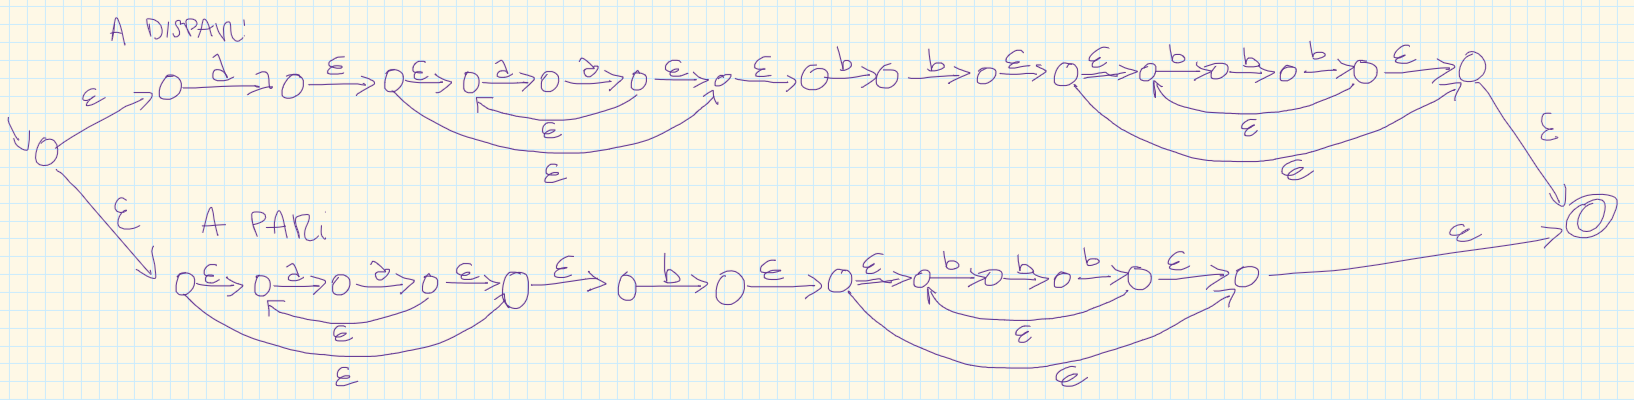 A DISPARI
ε a ε ε a a ε ε b b ε ε b b b ε
ε ε ε ε ε
ε A PARI
ε a a ε ε b ε ε b b b ε ε
ε ε ε ε